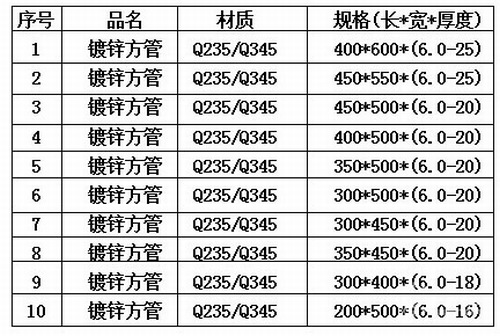 序号 品名 材质 规格(长*宽*厚度)
1 镀锌方管 Q235/Q345 400*600*(6.0-25)
2 镀锌方管 Q235/Q345 450*550*(6.0-25)
3 镀锌方管 Q235/Q345 450*500*(6.0-20)
4 镀锌方管 Q235/Q345 400*500*(6.0-20)
5 镀锌方管 Q235/Q345 350*500*(6.0-20)
6 镀锌方管 Q235/Q345 300*500*(6.0-20)
7 镀锌方管 Q235/Q345 300*450*(6.0-20)
8 镀锌方管 Q235/Q345 350*450*(6.0-20)
9 镀锌方管 Q235/Q345 300*400*(6.0-18)
10 镀锌方管 Q235/Q345 200*500*(6.0-16)